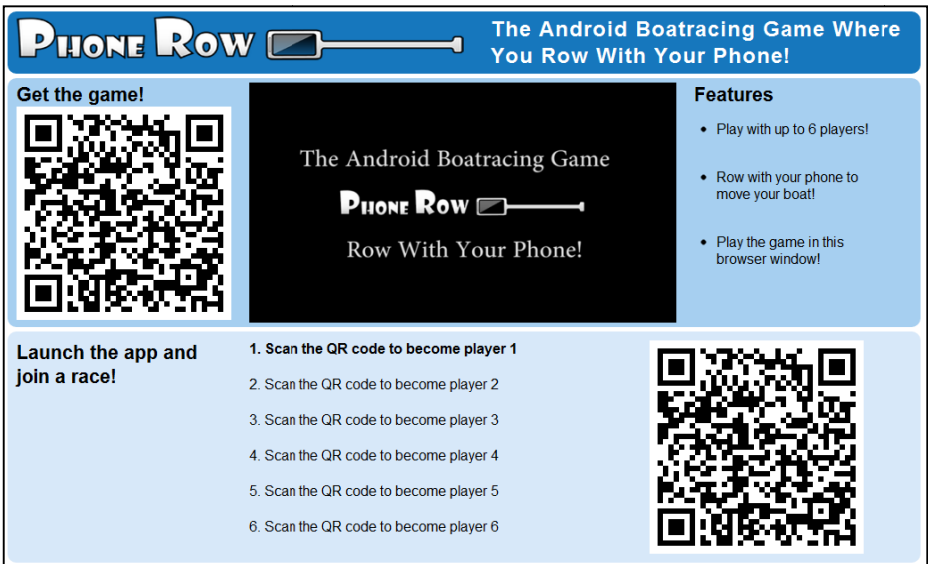 PHONE ROW
The Android Boatracing Game Where
You Row With Your Phone!
Get the game!
The Android Boatracing Game
PHONE ROW
Row With Your Phone!
Features
• Play with up to 6 players!
• Row with your phone to
move your boat!
• Play the game in this
browser window!
Launch the app and
join a race!
1. Scan the QR code to become player 1
2. Scan the QR code to become player 2
3. Scan the QR code to become player 3
4. Scan the QR code to become player 4
5. Scan the QR code to become player 5
6. Scan the QR code to become player 6